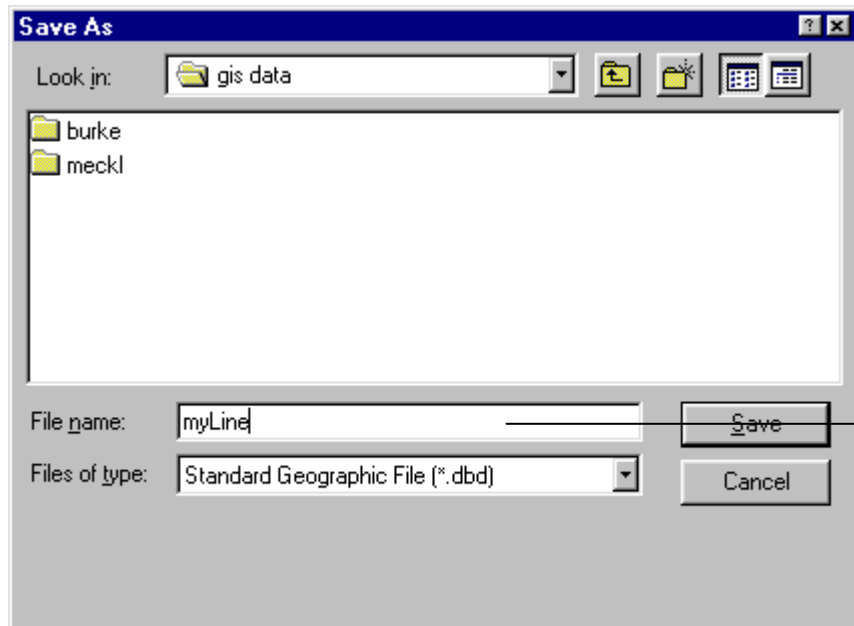 Save As
Look in: gis data
burke
meckl
File name: myLine Save
Files of type: Standard Geographic File (*.dbd) Cancel